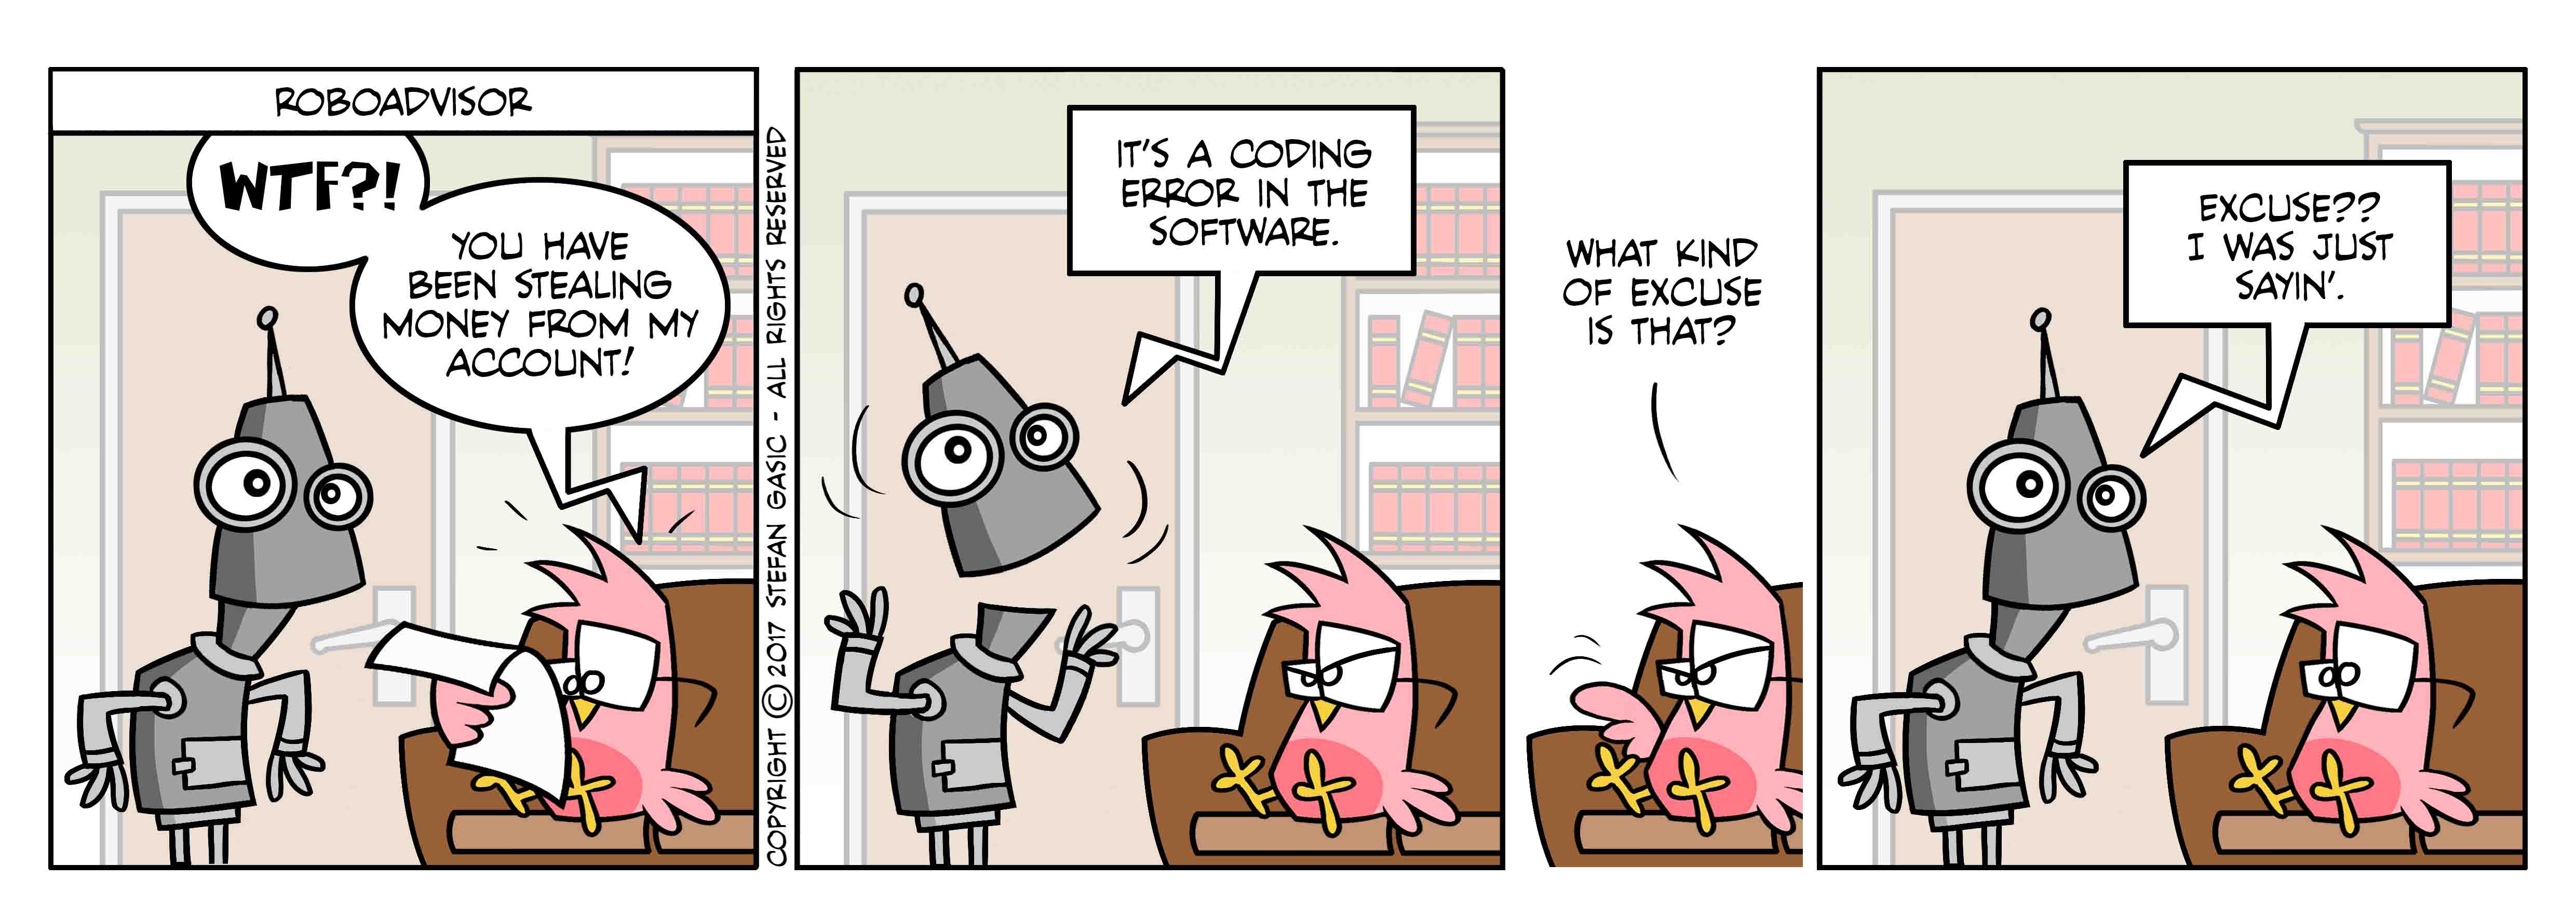 ROBOADVISOR
WTF?!
YOU HAVE
BEEN STEALING
MONEY FROM MY
ACCOUNT!
COPYRIGHT © 2017 STEFAN GASIC - ALL RIGHTS RESERVED
IT'S A CODING
ERROR IN THE
SOFTWARE.
WHAT KIND
OF EXCUSE
IS THAT?
EXCUSE??
I WAS JUST
SAYIN'.